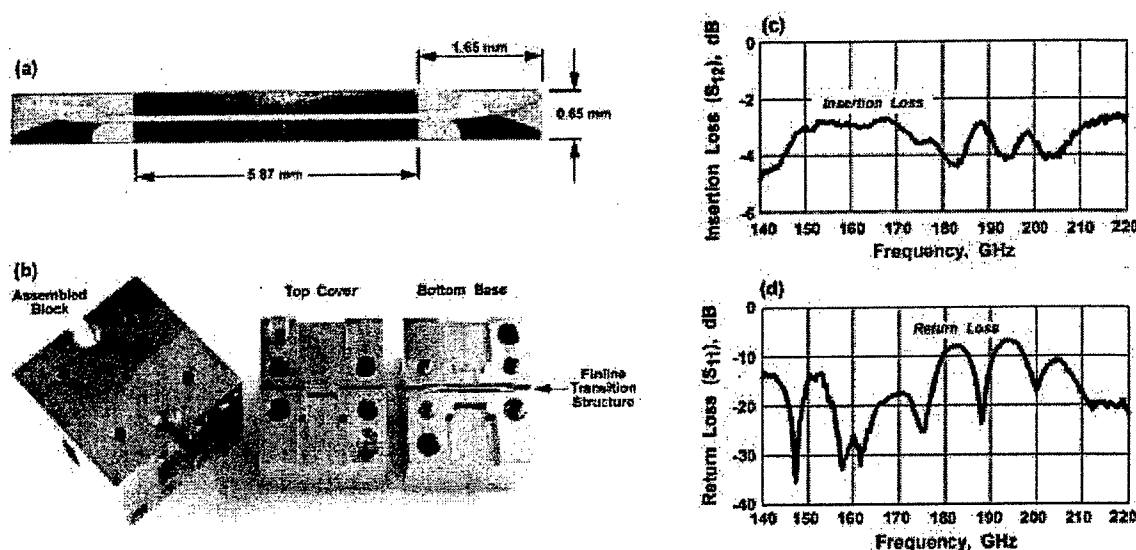 (a)
1.65 mm
0.65 mm
5.87 mm
(b)
Assembled
Block
Top Cover
Bottom Base
Finline
Transition
Structure
(c)
Insertion Loss (S12), dB
0
-2
-4
-6
Insertion Loss
140 150 160 170 180 190 200 210 220
Frequency, GHz
(d)
Return Loss (S11), dB
0
-10
-20
-30
-40
Return Loss
140 150 160 170 180 190 200 210 220
Frequency, GHz